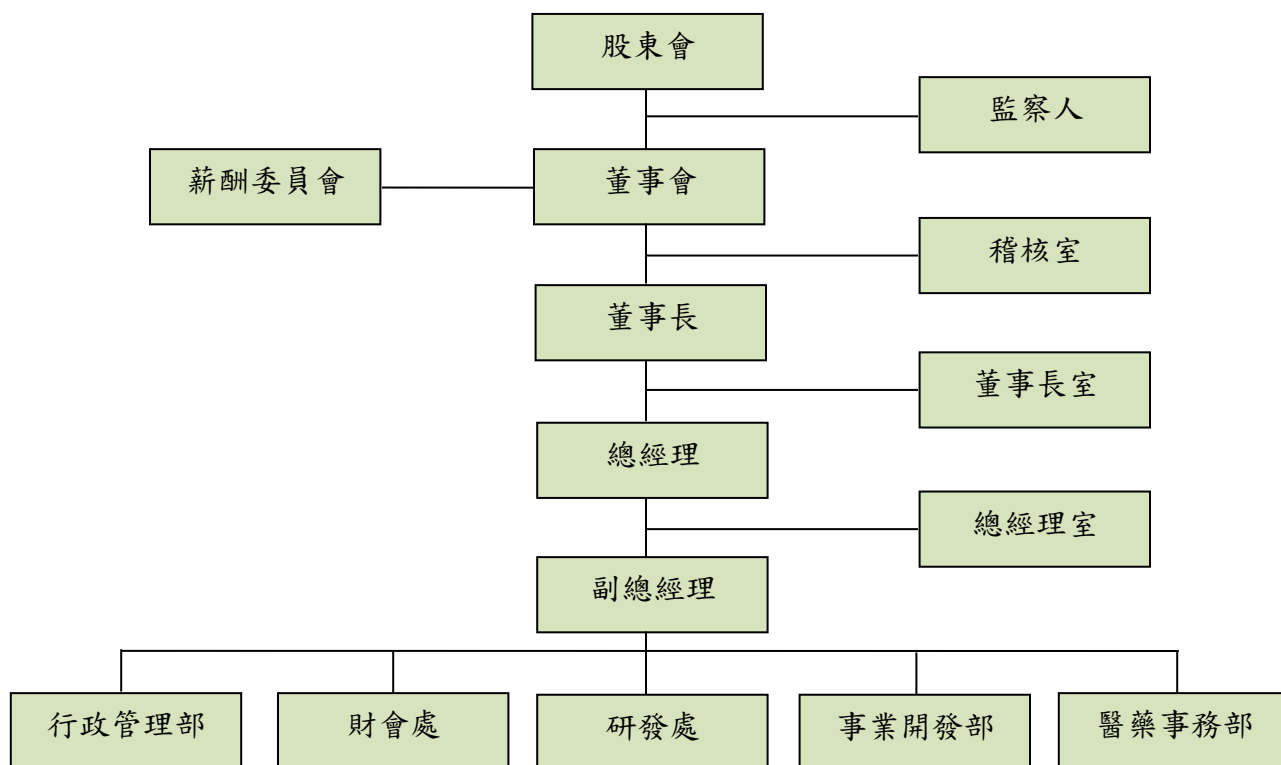 股東會
監察人
薪酬委員會
董事會
稽核室
董事長
董事長室
總經理
總經理室
副總經理
行政管理部
財會處
研發處
事業開發部
醫藥事務部